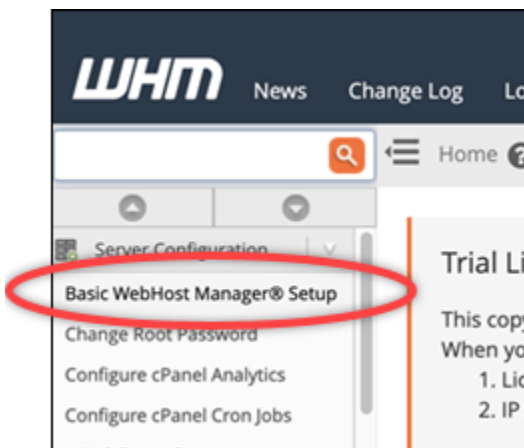 WHM News Change Log Lo
Home
Server Configuration
Trial Li
Basic WebHost Manager® Setup
This copy
Change Root Password
When yo
Configure cPanel Analytics
1. Lic
Configure cPanel Cron Jobs
2. IP